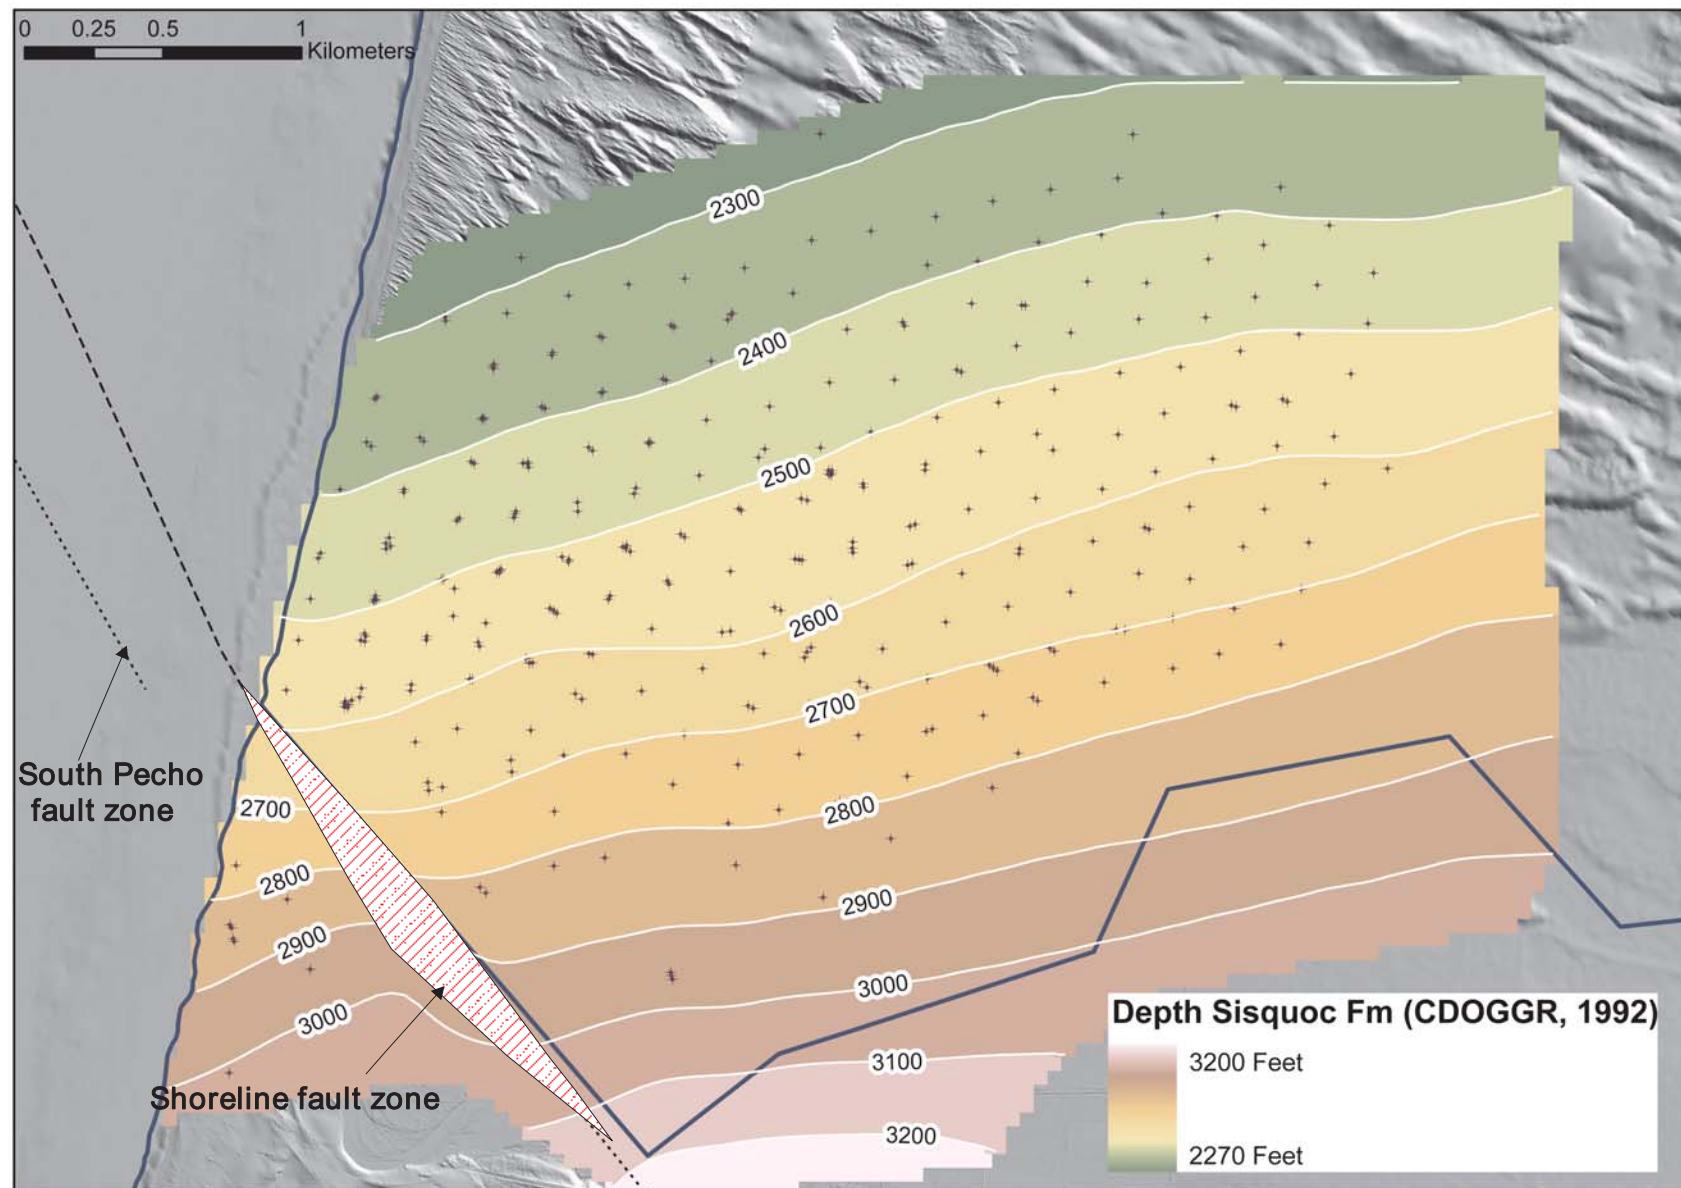 0 0.25 0.5 1
Kilometers
2300
2400
2500
2600
2700
South Pecho
fault zone
2700
2800
2800
2900
2900
3000
3000
Depth Sisquoc Fm (CDOGGR, 1992)
3200 Feet
2270 Feet
3100
Shoreline fault zone
3200